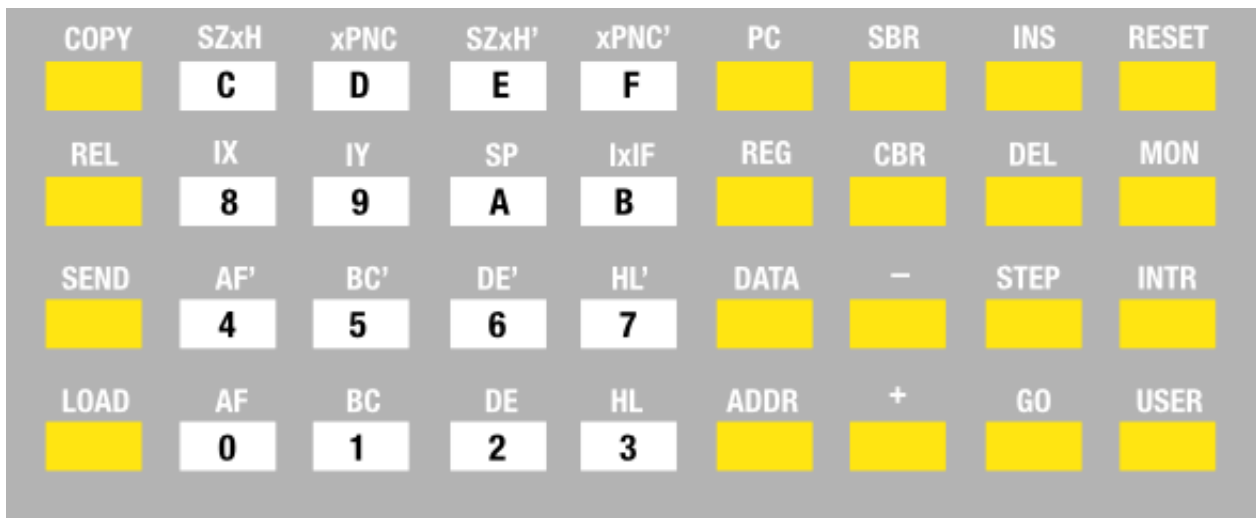 COPY SZxH xPNC SZxH' xPNC' PC SBR INS RESET
C D E F
REL IX IY SP IxIF REG CBR DEL MON
8 9 A B
SEND AF' BC' DE' HL' DATA – STEP INTR
4 5 6 7
LOAD AF BC DE HL ADDR + GO USER
0 1 2 3